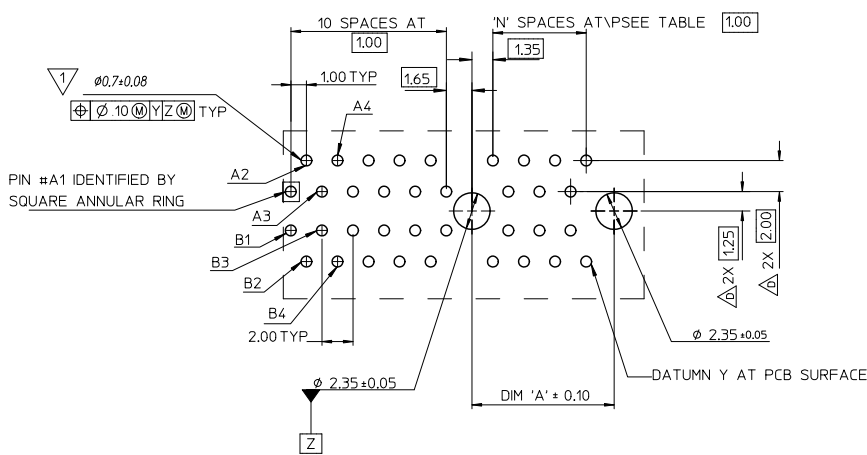 10 SPACES AT
1.00
'N' SPACES AT\PSEE TABLE 1.00
1.35
1.65
1.00 TYP
1
Ø0.7±0.08
⌖ Ø .10 Ⓜ Y Z Ⓜ TYP
A4
A2
PIN #A1 IDENTIFIED BY
SQUARE ANNULAR RING
A3
B1
B3
B2
B4
2.00 TYP
D 2X 1.25
D 2X 2.00
Ø 2.35±0.05
Ø 2.35±0.05
DATUMN Y AT PCB SURFACE
DIM 'A' ± 0.10
Z